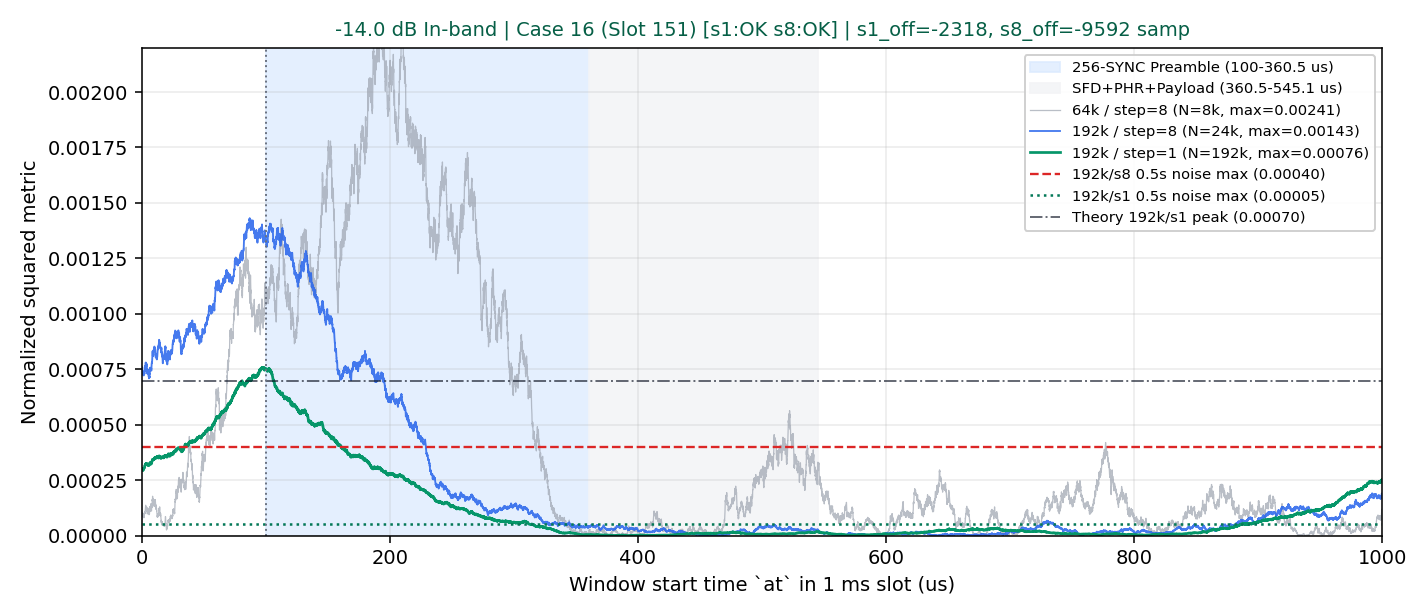 -14.0 dB In-band | Case 16 (Slot 151) [s1:OK s8:OK] | s1_off=-2318, s8_off=-9592 samp
Normalized squared metric
0.00200
0.00175
0.00150
0.00125
0.00100
0.00075
0.00050
0.00025
0.00000
256-SYNC Preamble (100-360.5 us)
SFD+PHR+Payload (360.5-545.1 us)
64k / step=8 (N=8k, max=0.00241)
192k / step=8 (N=24k, max=0.00143)
192k / step=1 (N=192k, max=0.00076)
192k/s8 0.5s noise max (0.00040)
192k/s1 0.5s noise max (0.00005)
Theory 192k/s1 peak (0.00070)
0 200 400 600 800 1000
Window start time `at` in 1 ms slot (us)